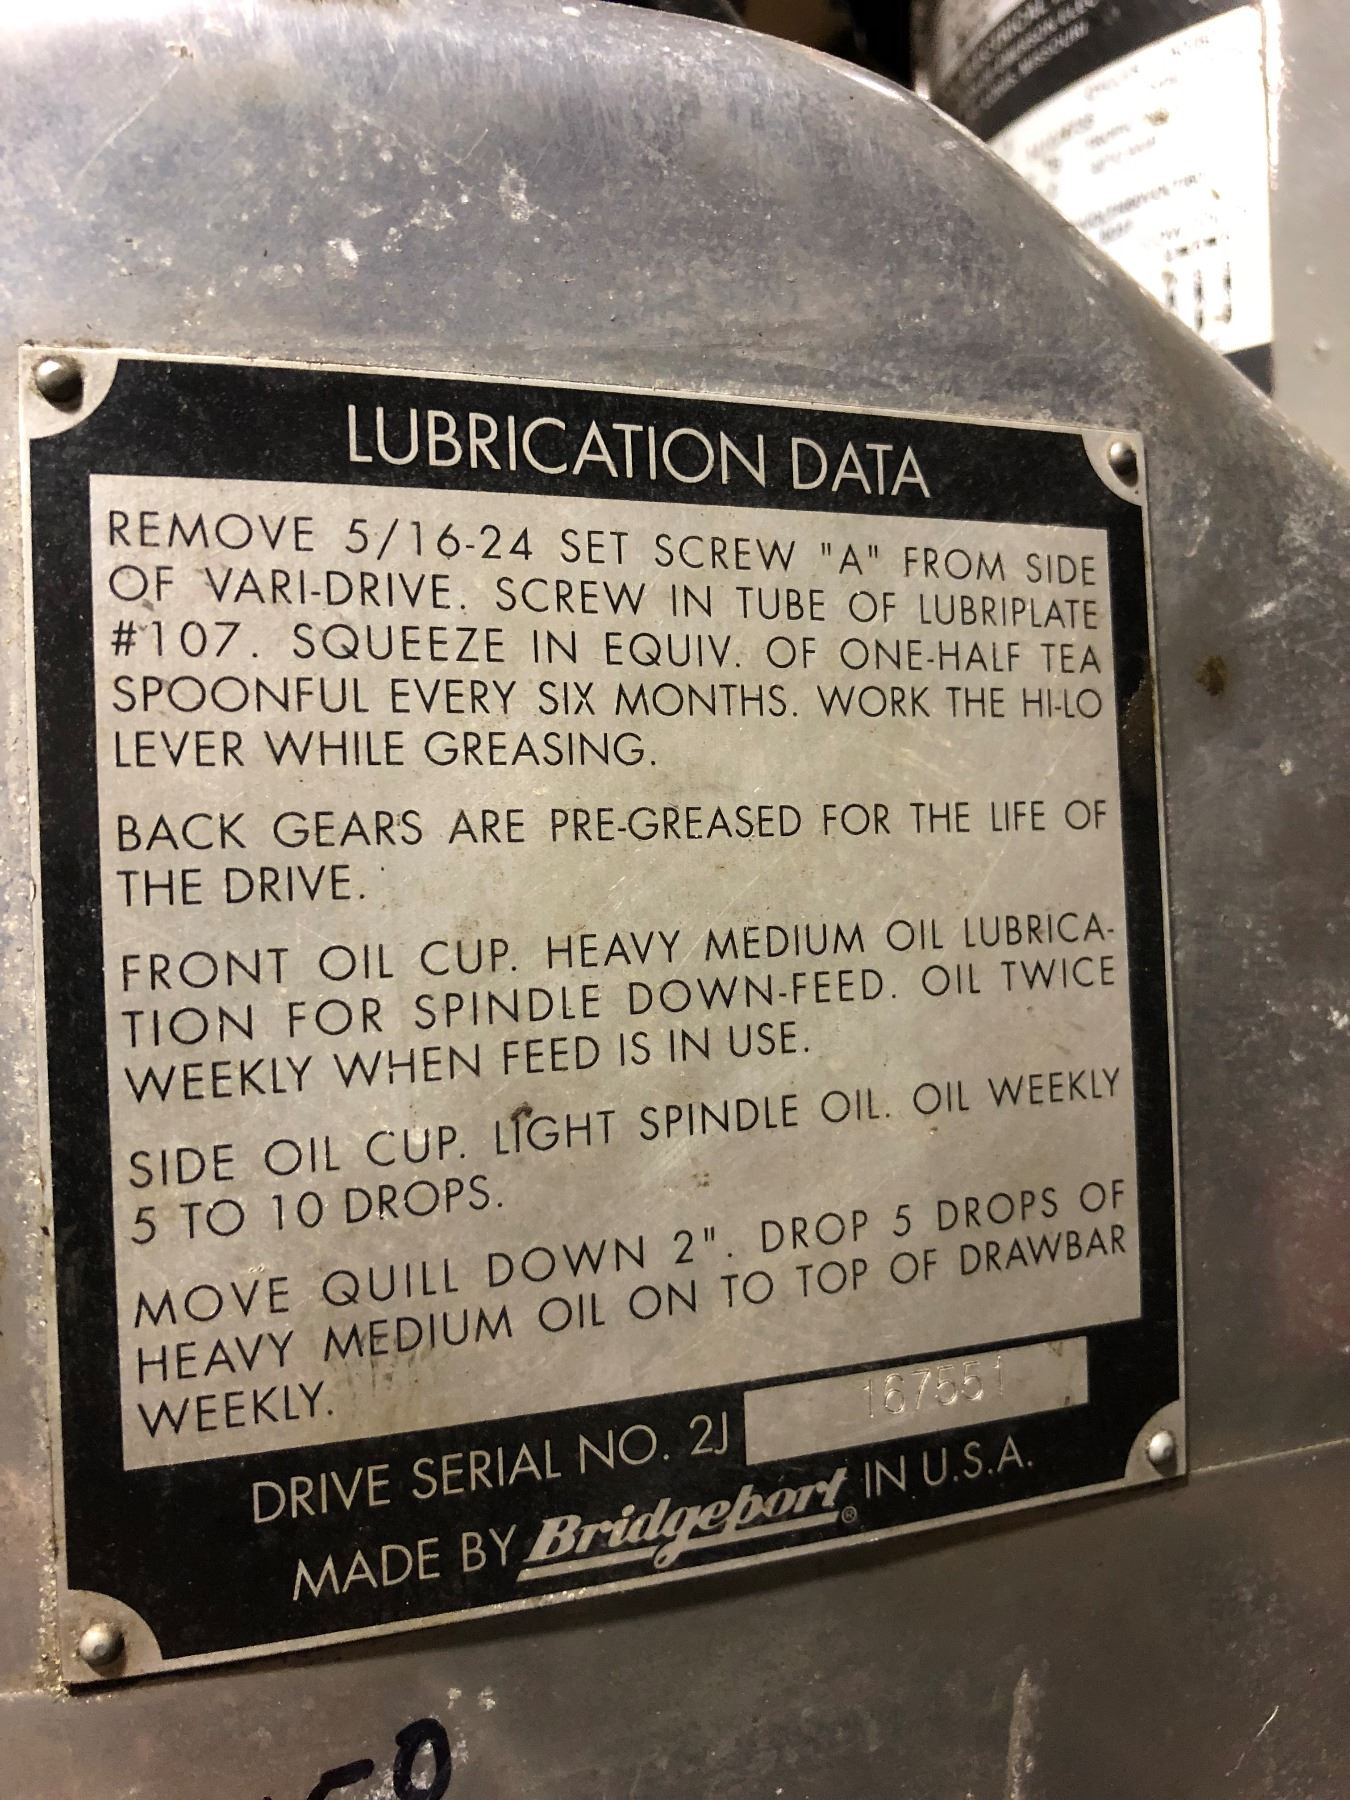 LUBRICATION DATA
REMOVE 5/16-24 SET SCREW "A" FROM SIDE
OF VARI-DRIVE. SCREW IN TUBE OF LUBRIPLATE
#107. SQUEEZE IN EQUIV. OF ONE-HALF TEA
SPOONFUL EVERY SIX MONTHS. WORK THE HI-LO
LEVER WHILE GREASING.
BACK GEARS ARE PRE-GREASED FOR THE LIFE OF
THE DRIVE.
FRONT OIL CUP. HEAVY MEDIUM OIL LUBRICA-
TION FOR SPINDLE DOWN-FEED. OIL TWICE
WEEKLY WHEN FEED IS IN USE.
SIDE OIL CUP. LIGHT SPINDLE OIL. OIL WEEKLY
5 TO 10 DROPS.
MOVE QUILL DOWN 2". DROP 5 DROPS OF
HEAVY MEDIUM OIL ON TO TOP OF DRAWBAR
WEEKLY.
DRIVE SERIAL NO. 2J 167551
MADE BY Bridgeport® IN U.S.A.
MISSOURI